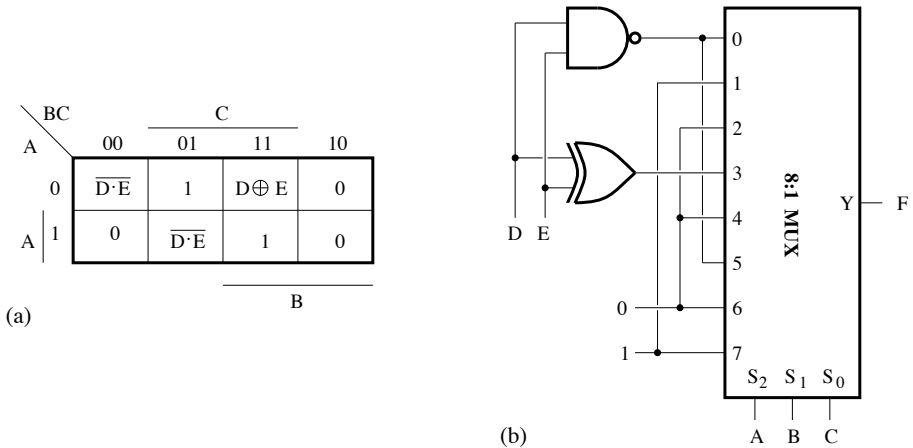 BC
C
A
00 01 11 10
0
D·E 1 D⊕E 0
A 1
0 D·E 1 0
B
(a)
D E
0
1
0
1
2
3
4
5
6
7
8:1 MUX
Y F
S2 S1 S0
A B C
(b)